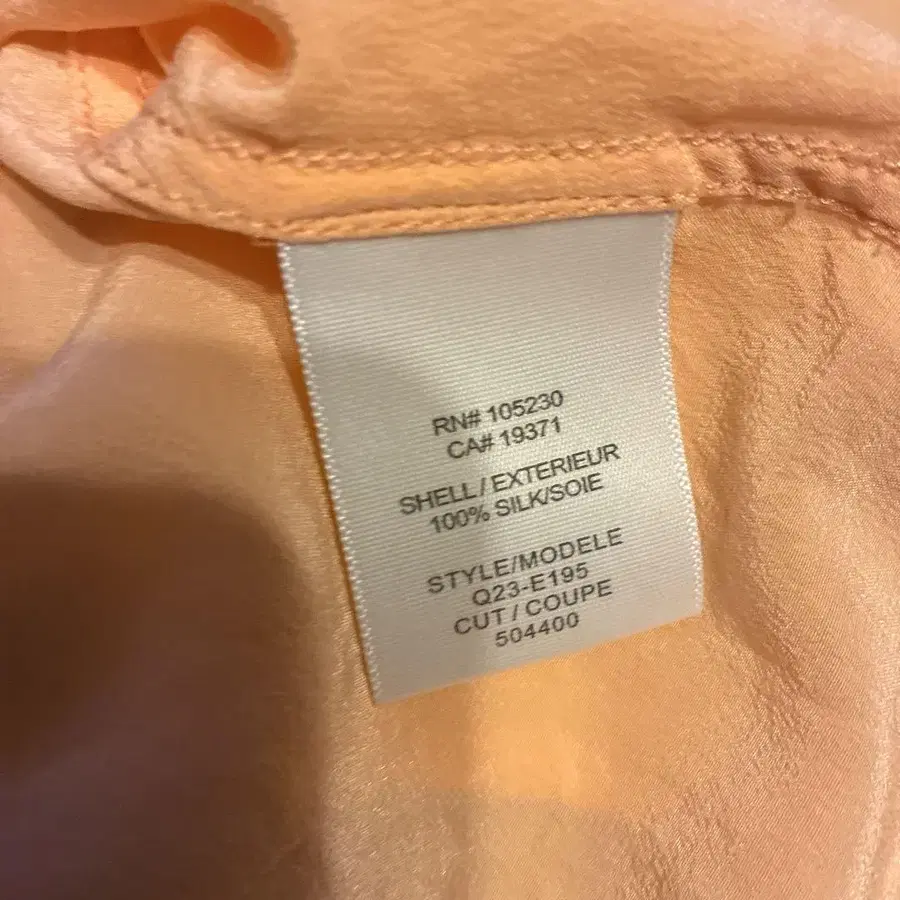 RN# 105230
CA# 19371
SHELL/EXTERIEUR
100% SILK/SOIE
STYLE/MODELE
Q23-E195
CUT/COUPE
504400